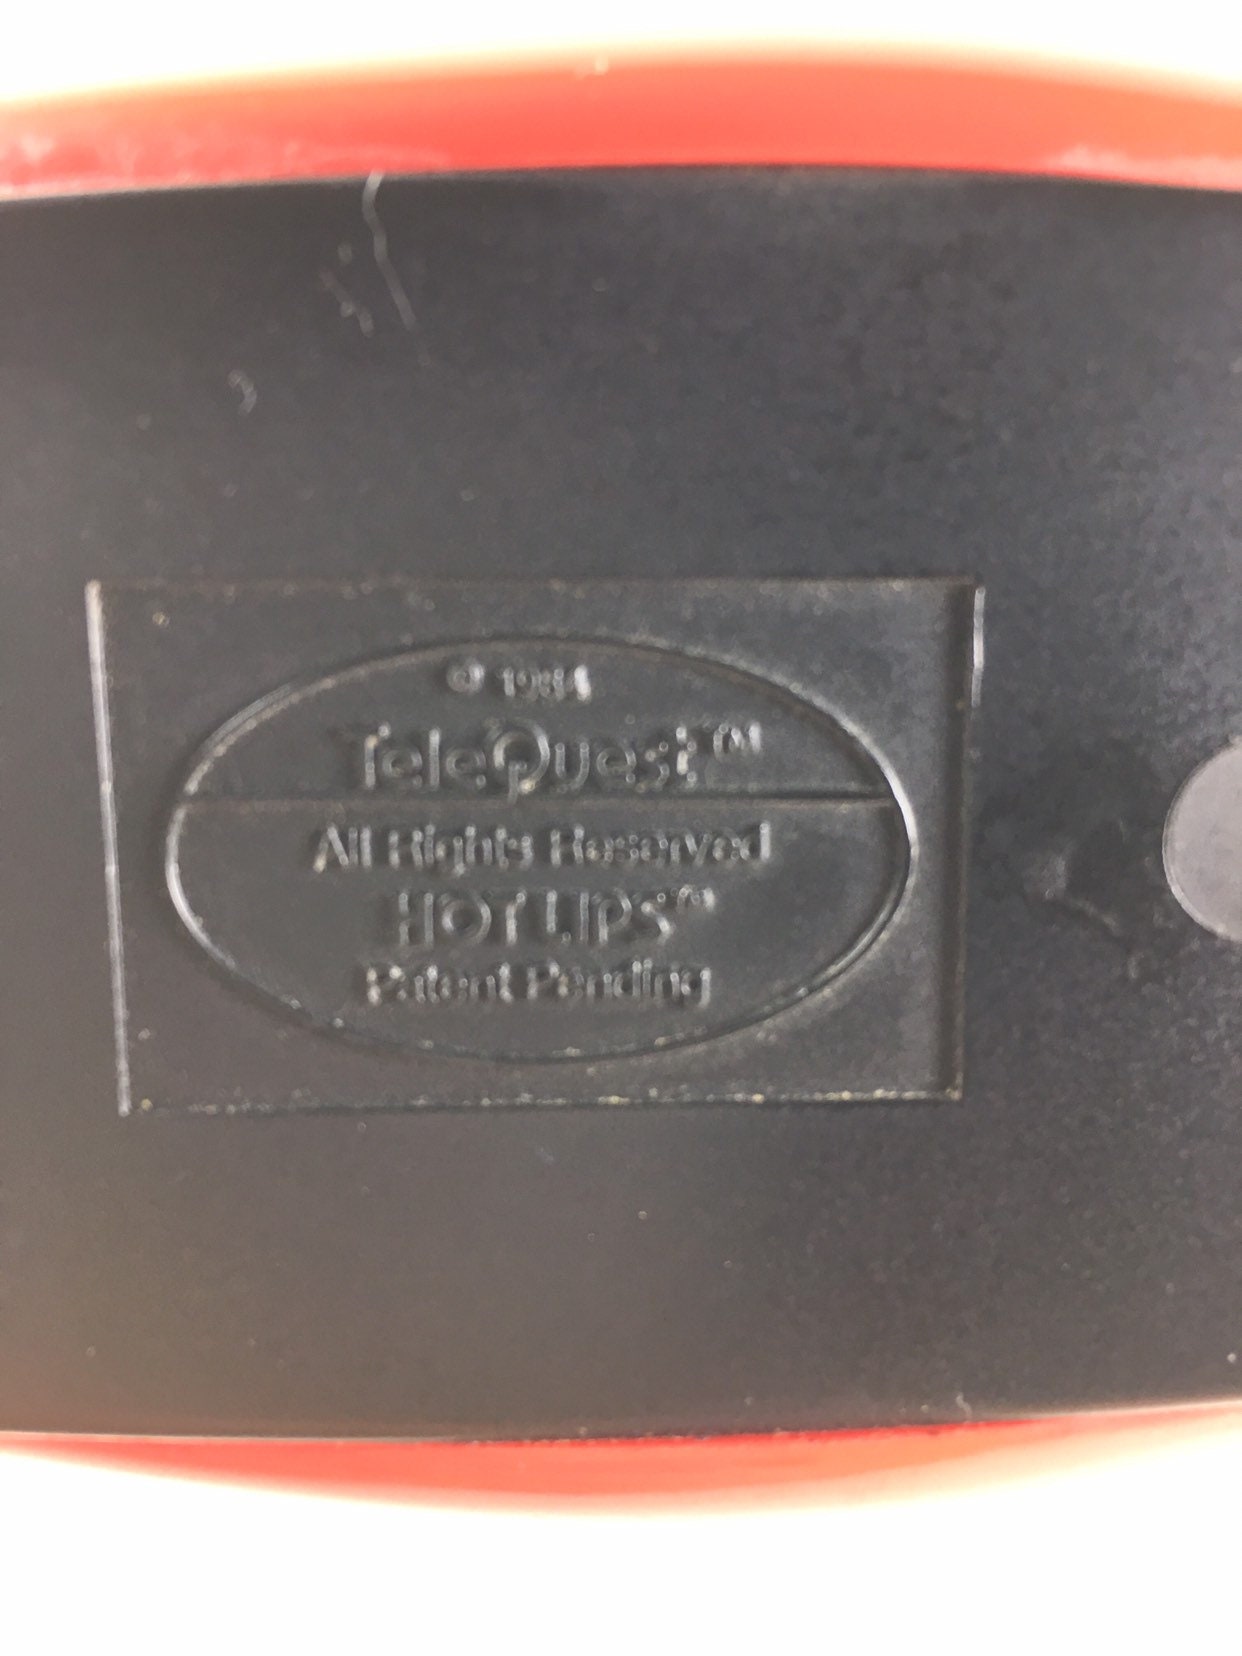 © 1984
TeleQuest™
All Rights Reserved
HOT LIPS™
Patent Pending